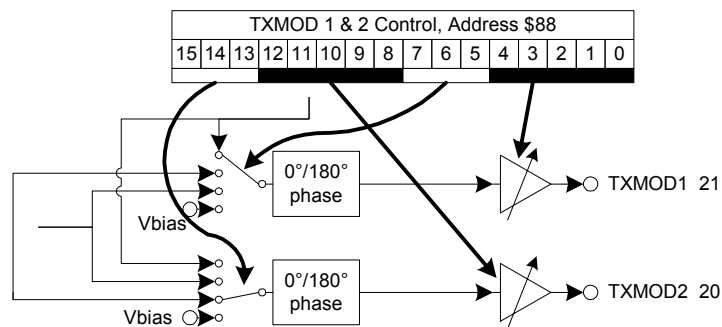 TXMOD 1 & 2 Control, Address $88
15 14 13 12 11 10 9 8 7 6 5 4 3 2 1 0
0°/180°
phase
TXMOD1 21
Vbias
0°/180°
phase
TXMOD2 20
Vbias